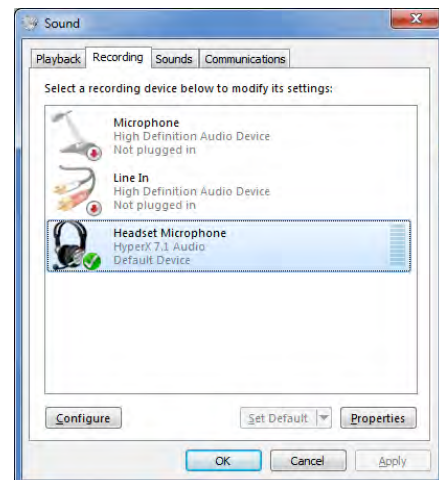 Sound
Playback Recording Sounds Communications
Select a recording device below to modify its settings:
Microphone
High Definition Audio Device
Not plugged in
Line In
High Definition Audio Device
Not plugged in
Headset Microphone
HyperX 7.1 Audio
Default Device
Configure Set Default Properties
OK Cancel Apply